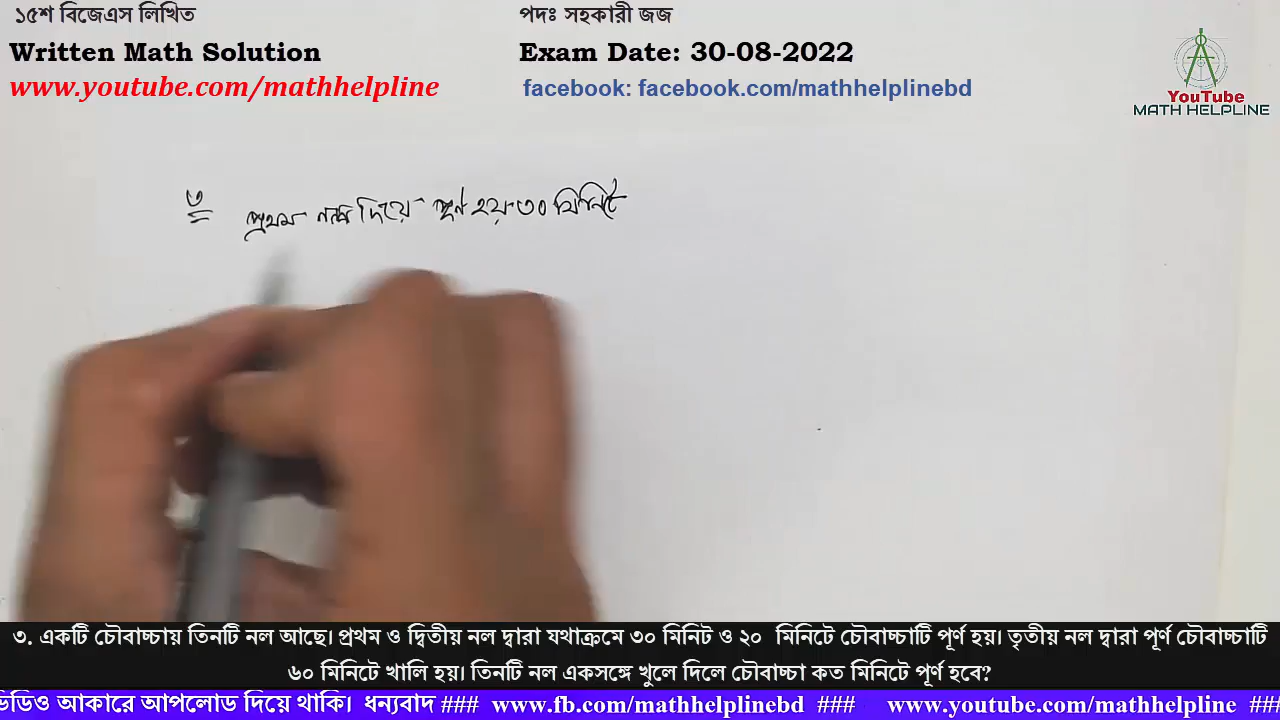 ১৫শ বিজেএস লিখিত
পদঃ সহকারী জজ
Written Math Solution
Exam Date: 30-08-2022
www.youtube.com/mathhelpline
facebook: facebook.com/mathhelplinebd
YouTube
MATH HELPLINE
৩
প্রথম নল দিয়ে পূর্ণ হয় ৩০ মিনিটে
৩. একটি চৌবাচ্চায় তিনটি নল আছে। প্রথম ও দ্বিতীয় নল দ্বারা যথাক্রমে ৩০ মিনিট ও ২০ মিনিটে চৌবাচ্চাটি পূর্ণ হয়। তৃতীয় নল দ্বারা পূর্ণ চৌবাচ্চাটি
৬০ মিনিটে খালি হয়। তিনটি নল একসঙ্গে খুলে দিলে চৌবাচ্চা কত মিনিটে পূর্ণ হবে?
ভিডিও আকারে আপলোড দিয়ে থাকি। ধন্যবাদ ### www.fb.com/mathhelplinebd ### www.youtube.com/mathhelpline ###